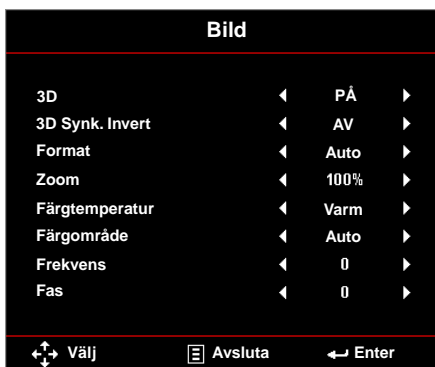 Bild
3D PÅ
3D Synk. Invert AV
Format Auto
Zoom 100%
Färgtemperatur Varm
Färgområde Auto
Frekvens 0
Fas 0
Välj Avsluta Enter